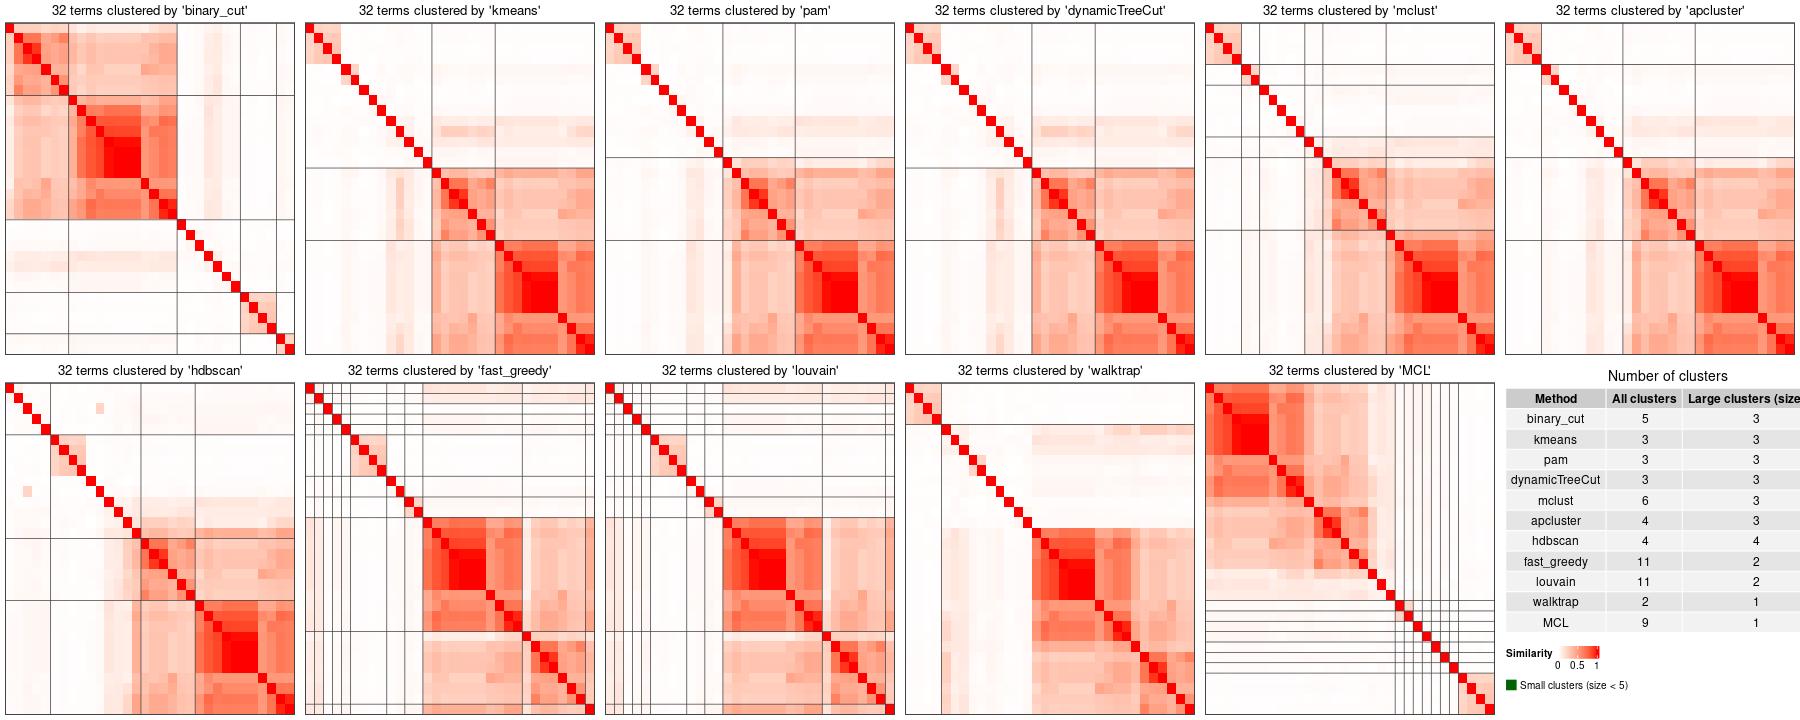 32 terms clustered by 'binary_cut'
32 terms clustered by 'kmeans'
32 terms clustered by 'pam'
32 terms clustered by 'dynamicTreeCut'
32 terms clustered by 'mclust'
32 terms clustered by 'apcluster'
32 terms clustered by 'hdbscan'
32 terms clustered by 'fast_greedy'
32 terms clustered by 'louvain'
32 terms clustered by 'walktrap'
32 terms clustered by 'MCL'
Number of clusters
Method All clusters Large clusters (size
binary_cut 5 3
kmeans 3 3
pam 3 3
dynamicTreeCut 3 3
mclust 6 3
apcluster 4 3
hdbscan 4 4
fast_greedy 11 2
louvain 11 2
walktrap 2 1
MCL 9 1
Similarity
0 0.5 1
Small clusters (size < 5)